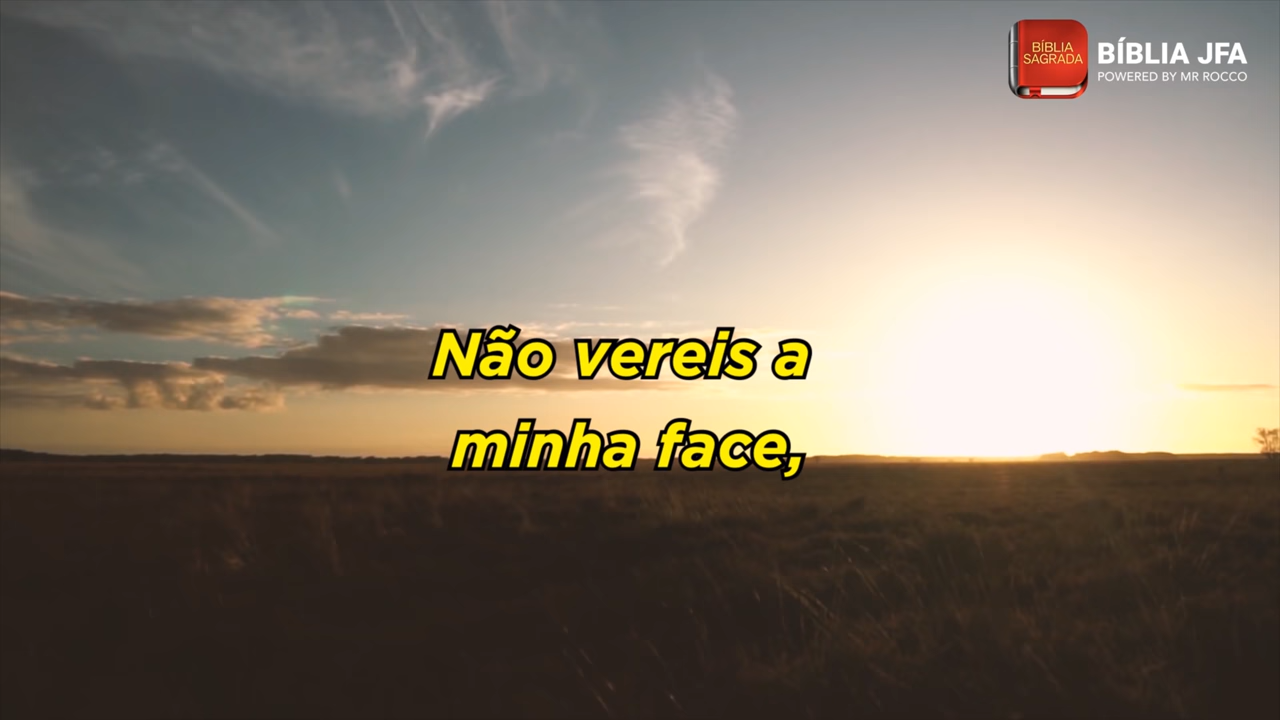 BÍBLIA
SAGRADA
BÍBLIA JFA
POWERED BY MR ROCCO
Não vereis a
minha face,